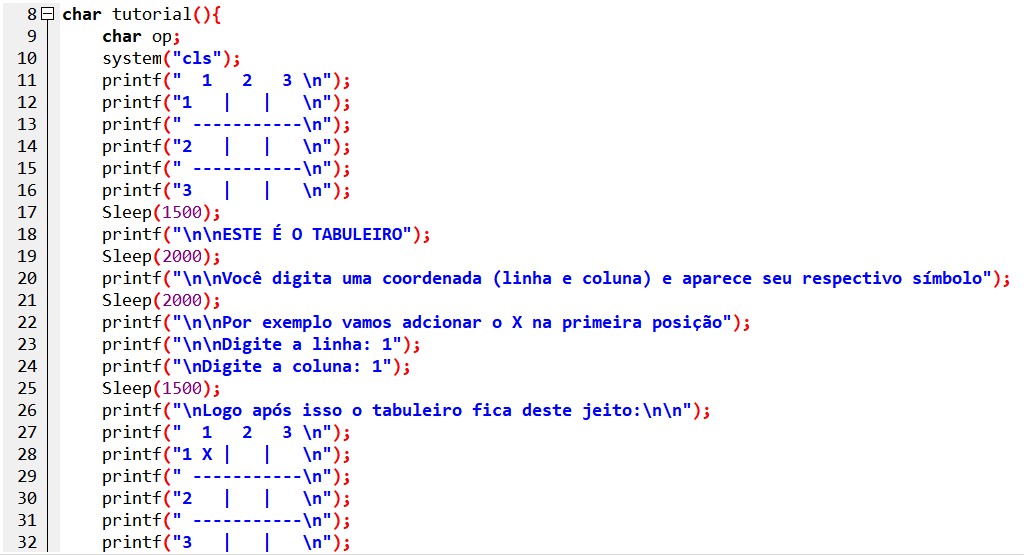 8 char tutorial(){
9     char op;
10     system("cls");
11     printf("  1   2   3 \n");
12     printf("1   |   |   \n");
13     printf(" -----------\n");
14     printf("2   |   |   \n");
15     printf(" -----------\n");
16     printf("3   |   |   \n");
17     Sleep(1500);
18     printf("\n\nESTE É O TABULEIRO");
19     Sleep(2000);
20     printf("\n\nVocê digita uma coordenada (linha e coluna) e aparece seu respectivo símbolo");
21     Sleep(2000);
22     printf("\n\nPor exemplo vamos adcionar o X na primeira posição");
23     printf("\n\nDigite a linha: 1");
24     printf("\nDigite a coluna: 1");
25     Sleep(1500);
26     printf("\nLogo após isso o tabuleiro fica deste jeito:\n\n");
27     printf("  1   2   3 \n");
28     printf("1 X |   |   \n");
29     printf(" -----------\n");
30     printf("2   |   |   \n");
31     printf(" -----------\n");
32     printf("3   |   |   \n");